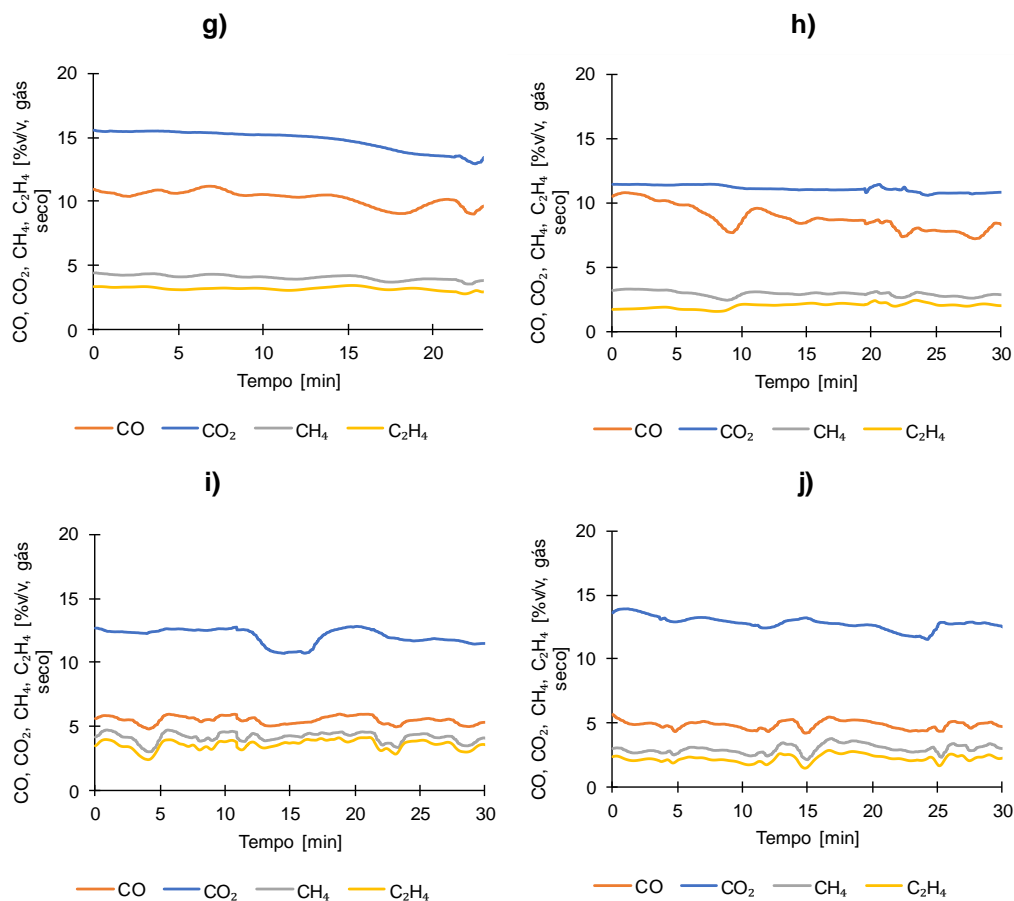 g)
CO, CO₂, CH₄, C₂H₄ [%v/v, gás
seco]
20
15
10
5
0
0 5 10 15 20
Tempo [min]
CO CO₂ CH₄ C₂H₄
h)
CO, CO₂, CH₄, C₂H₄ [%v/v, gás
seco]
20
15
10
5
0
0 5 10 15 20 25 30
Tempo [min]
CO CO₂ CH₄ C₂H₄
i)
CO, CO₂, CH₄, C₂H₄ [%v/v, gás
seco]
20
15
10
5
0
0 5 10 15 20 25 30
Tempo [min]
CO CO₂ CH₄ C₂H₄
j)
CO, CO₂, CH₄, C₂H₄ [%v/v, gás
seco]
20
15
10
5
0
0 5 10 15 20 25 30
Tempo [min]
CO CO₂ CH₄ C₂H₄